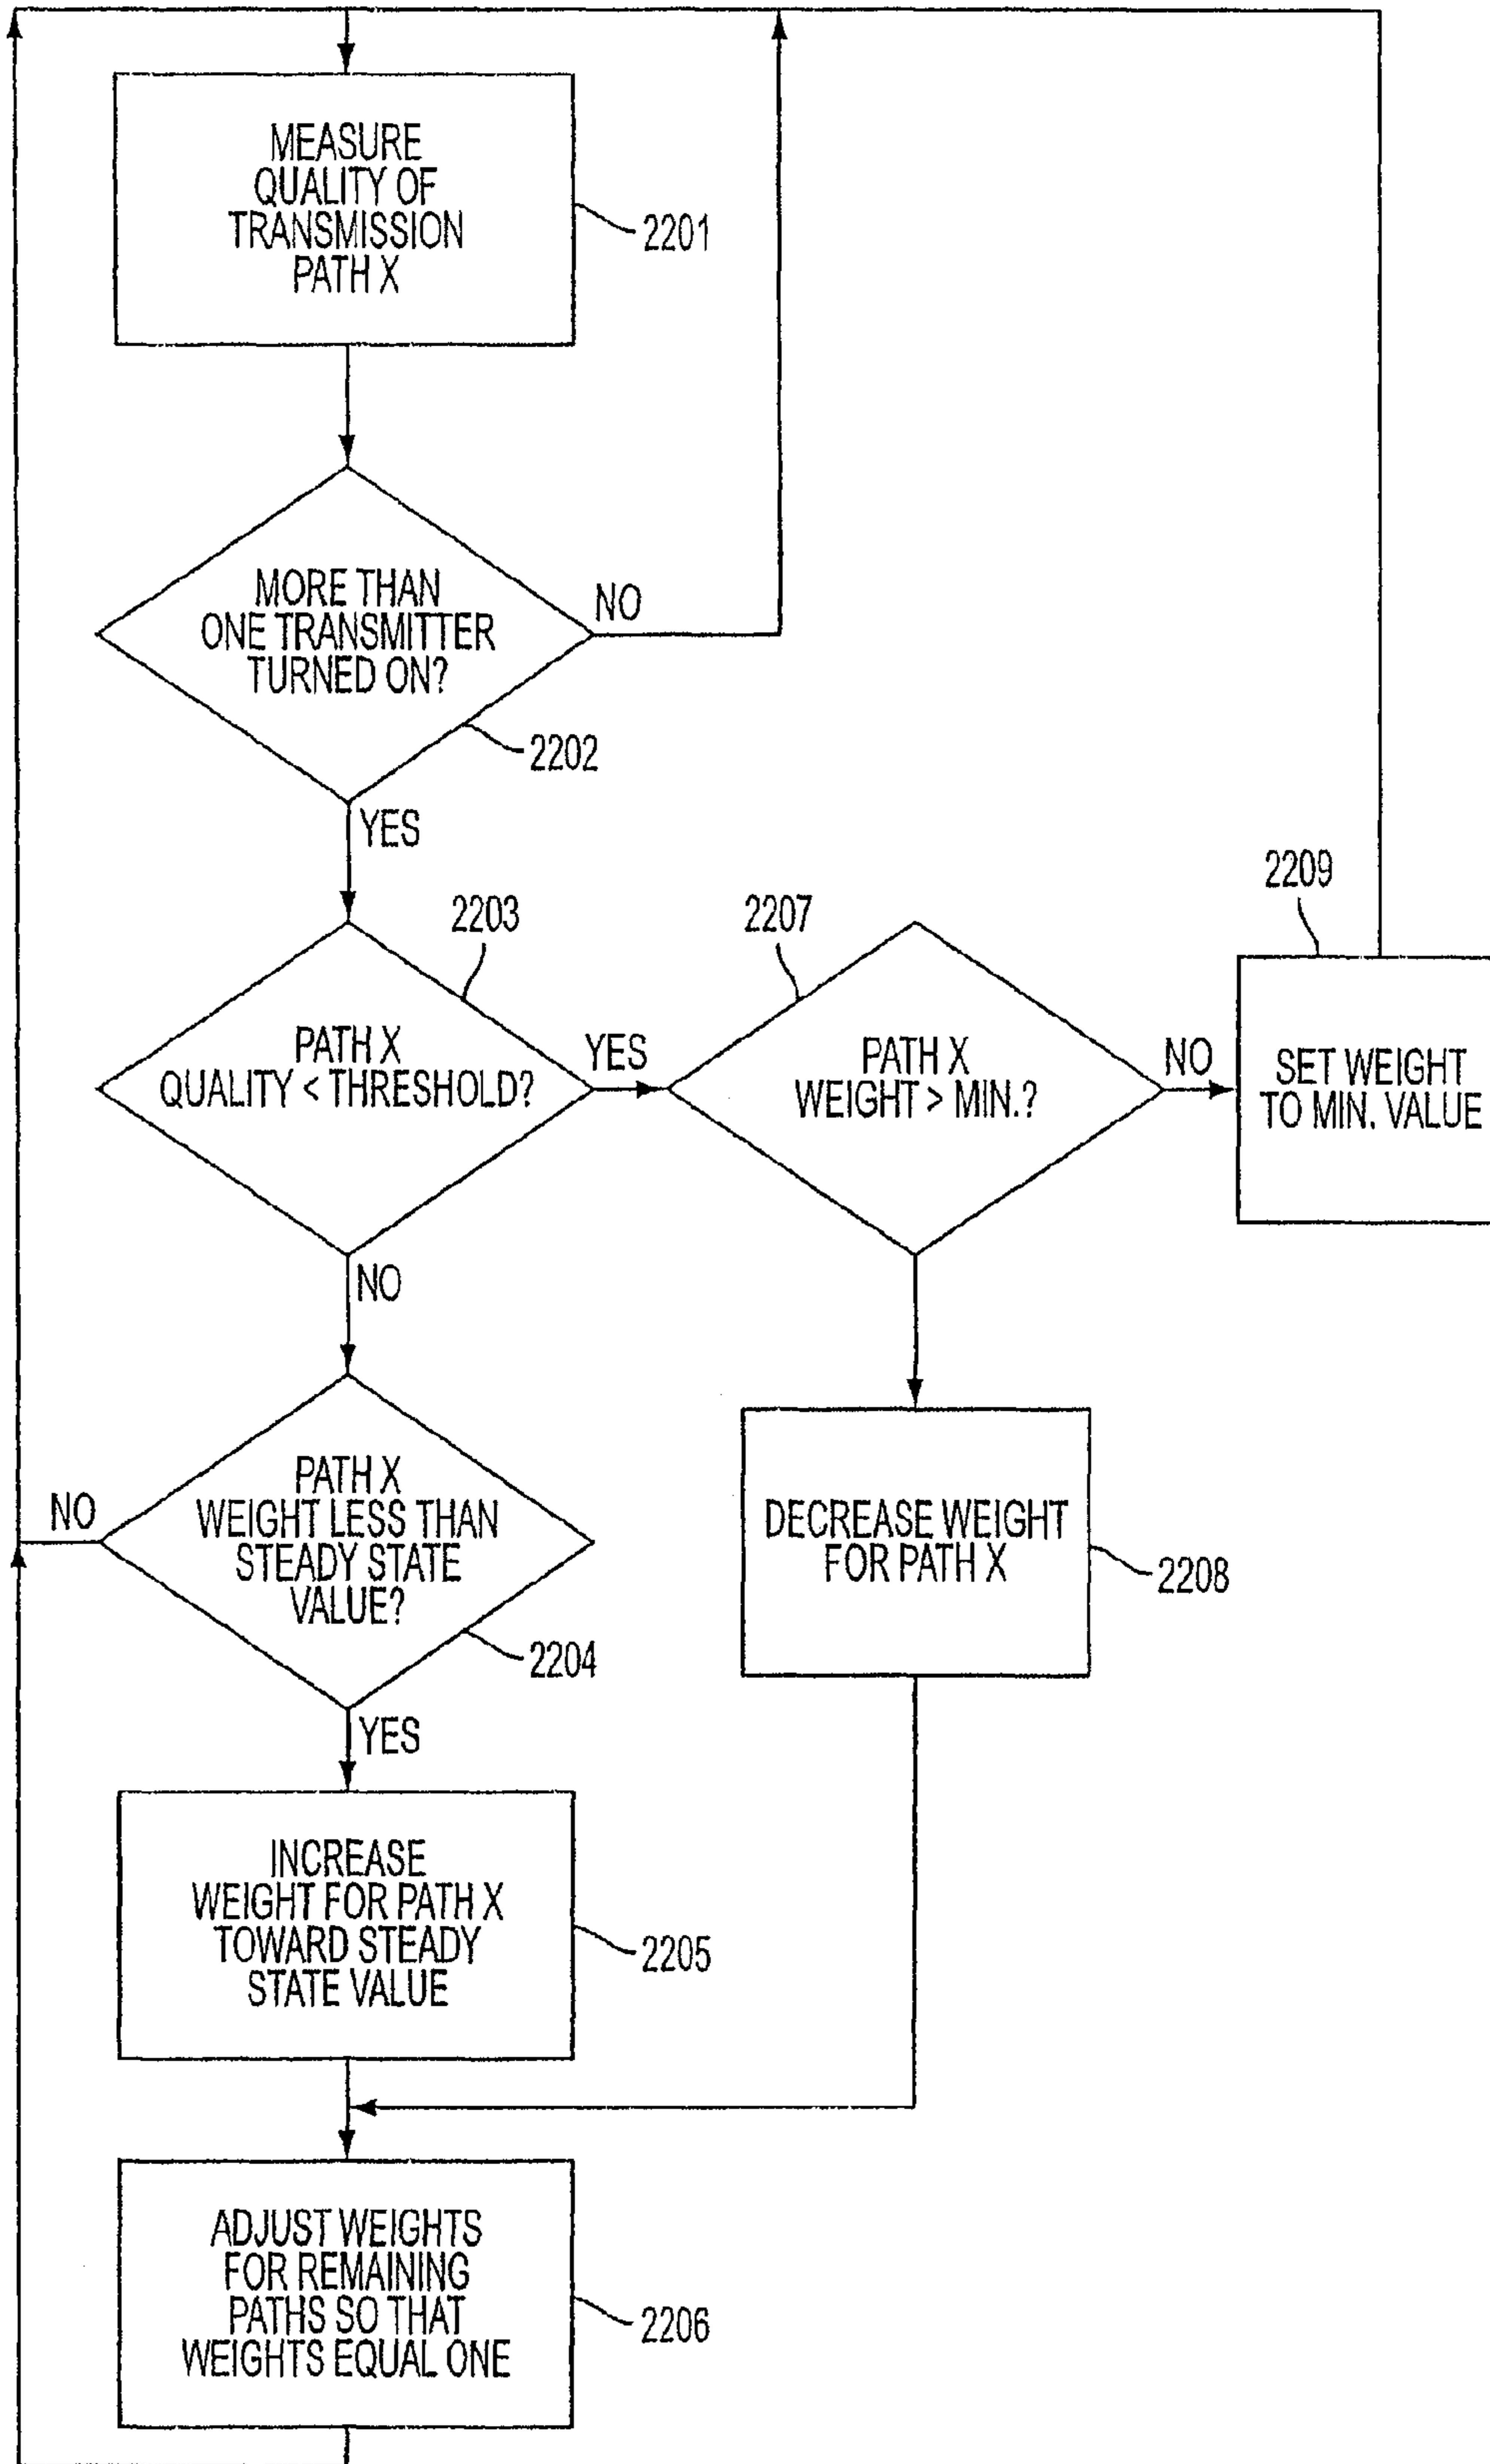 MEASURE
QUALITY OF
TRANSMISSION
PATH X
2201
MORE THAN
ONE TRANSMITTER
TURNED ON?
NO
2202
YES
2203
PATH X
QUALITY < THRESHOLD?
YES
2207
PATH X
WEIGHT > MIN.?
NO
2209
SET WEIGHT
TO MIN. VALUE
NO
PATH X
WEIGHT LESS THAN
STEADY STATE
VALUE?
NO
2204
YES
DECREASE WEIGHT
FOR PATH X
2208
INCREASE
WEIGHT FOR PATH X
TOWARD STEADY
STATE VALUE
2205
ADJUST WEIGHTS
FOR REMAINING
PATHS SO THAT
WEIGHTS EQUAL ONE
2206